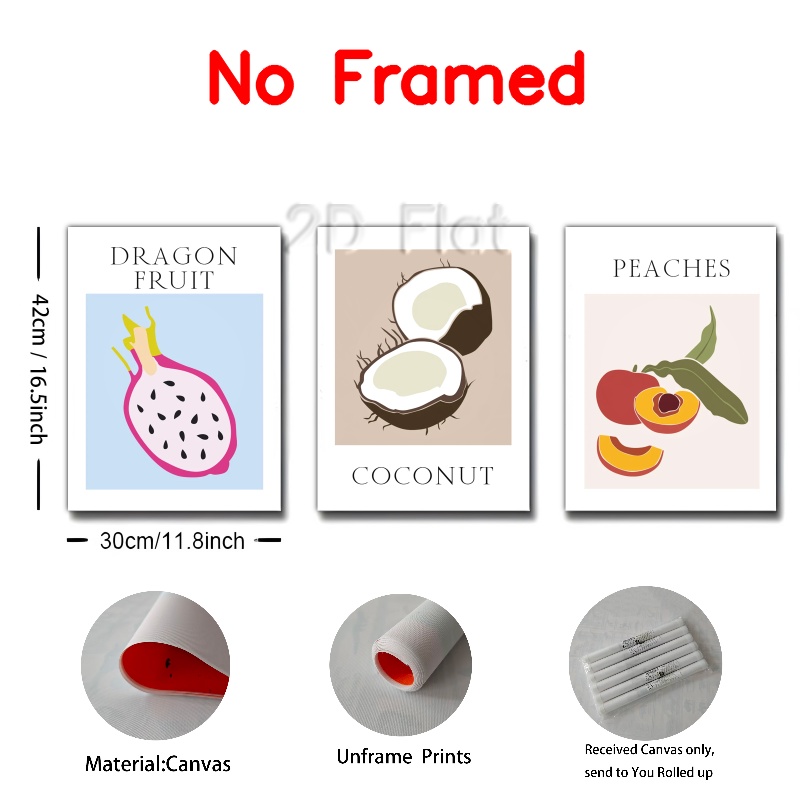 No Framed
2D Flat
DRAGON
FRUIT
PEACHES
COCONUT
42cm / 16.5inch
30cm/11.8inch
Material:Canvas
Unframe Prints
Received Canvas only,
send to You Rolled up